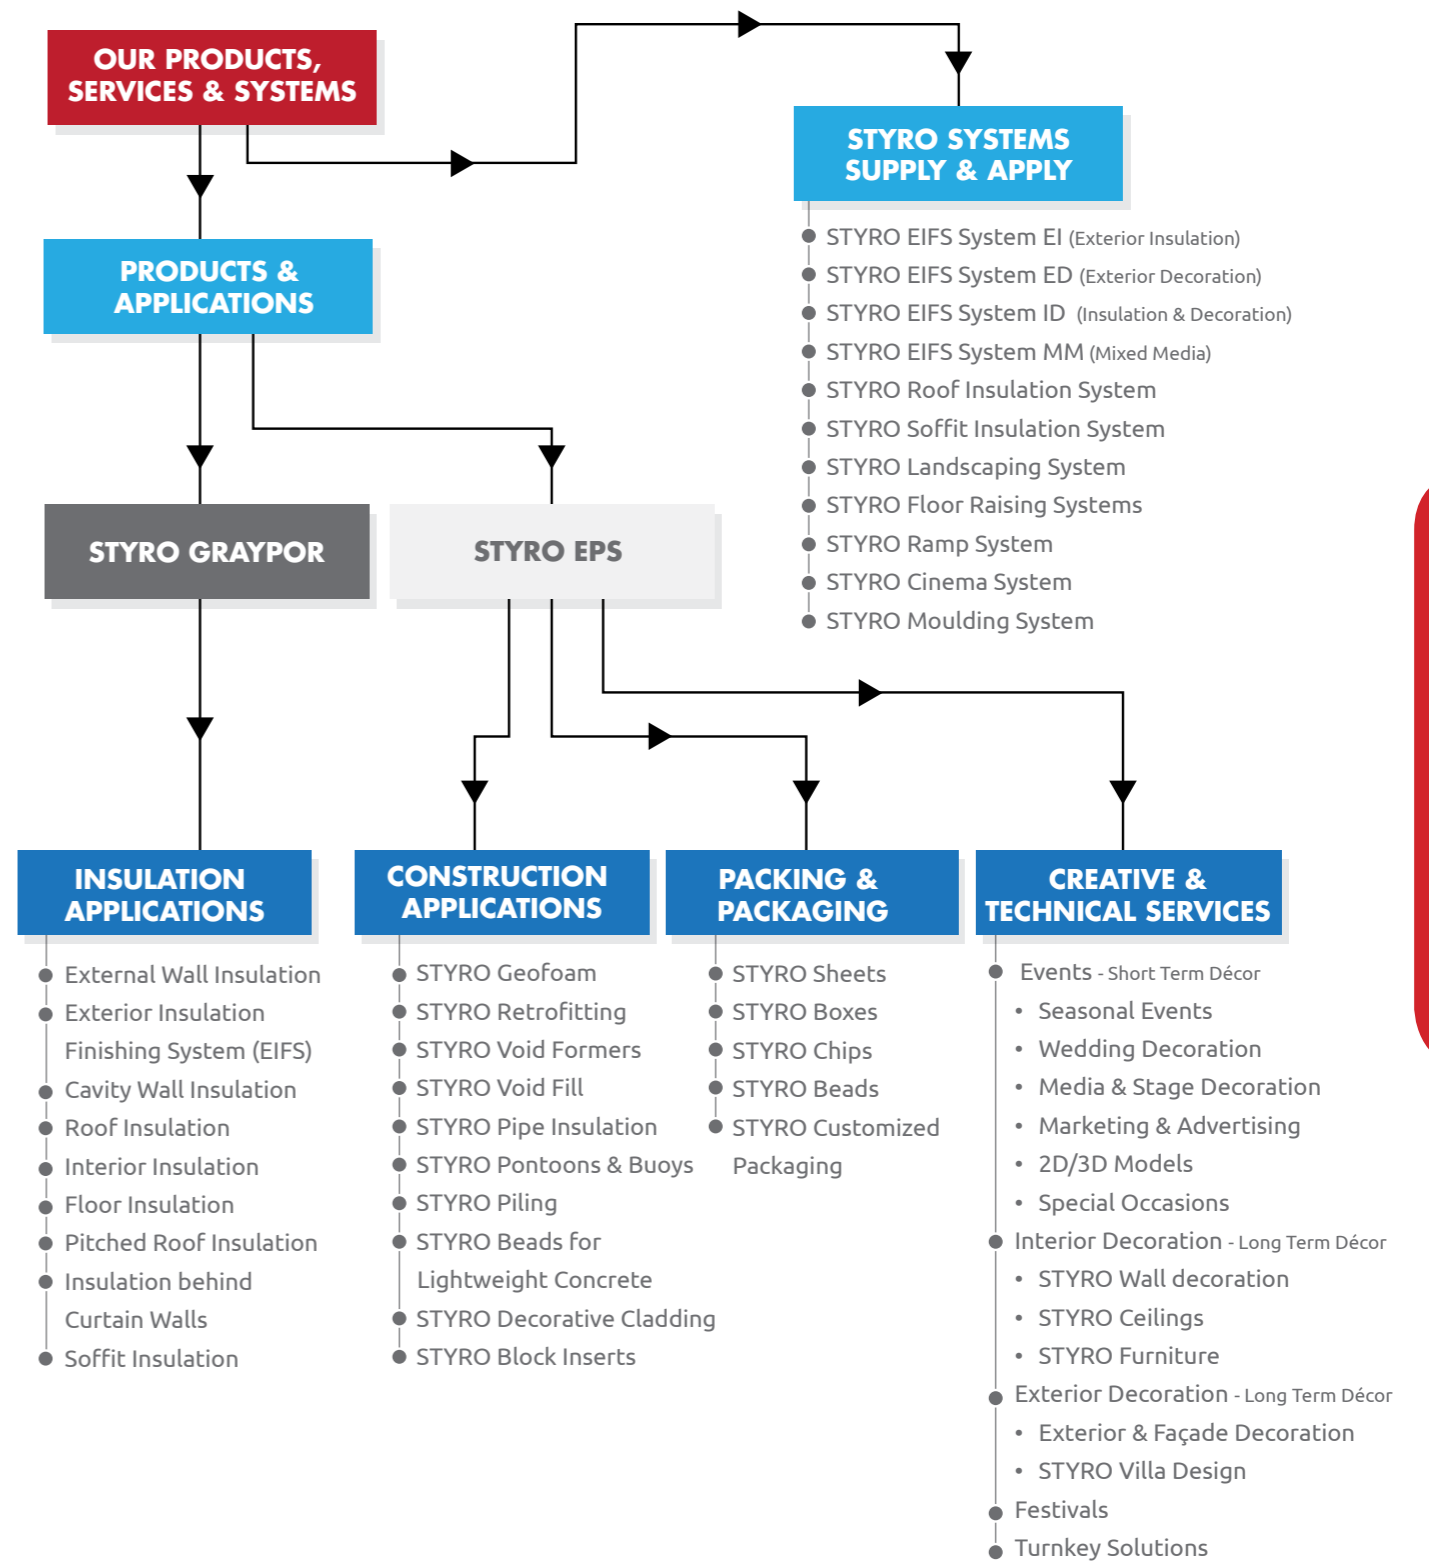 OUR PRODUCTS,
SERVICES & SYSTEMS
STYRO SYSTEMS
SUPPLY & APPLY
STYRO EIFS System EI (Exterior Insulation)
STYRO EIFS System ED (Exterior Decoration)
STYRO EIFS System ID (Insulation & Decoration)
STYRO EIFS System MM (Mixed Media)
STYRO Roof Insulation System
STYRO Soffit Insulation System
STYRO Landscaping System
STYRO Floor Raising Systems
STYRO Ramp System
STYRO Cinema System
STYRO Moulding System
PRODUCTS &
APPLICATIONS
STYRO GRAYPOR
STYRO EPS
INSULATION
APPLICATIONS
External Wall Insulation
Exterior Insulation
Finishing System (EIFS)
Cavity Wall Insulation
Roof Insulation
Interior Insulation
Floor Insulation
Pitched Roof Insulation
Insulation behind
Curtain Walls
Soffit Insulation
CONSTRUCTION
APPLICATIONS
STYRO Geofoam
STYRO Retrofitting
STYRO Void Formers
STYRO Void Fill
STYRO Pipe Insulation
STYRO Pontoons & Buoys
STYRO Piling
STYRO Beads for
Lightweight Concrete
STYRO Decorative Cladding
STYRO Block Inserts
PACKING &
PACKAGING
STYRO Sheets
STYRO Boxes
STYRO Chips
STYRO Beads
STYRO Customized
Packaging
CREATIVE &
TECHNICAL SERVICES
Events - Short Term Décor
• Seasonal Events
• Wedding Decoration
• Media & Stage Decoration
• Marketing & Advertising
• 2D/3D Models
• Special Occasions
Interior Decoration - Long Term Décor
• STYRO Wall decoration
• STYRO Ceilings
• STYRO Furniture
Exterior Decoration - Long Term Décor
• Exterior & Façade Decoration
• STYRO Villa Design
Festivals
Turnkey Solutions